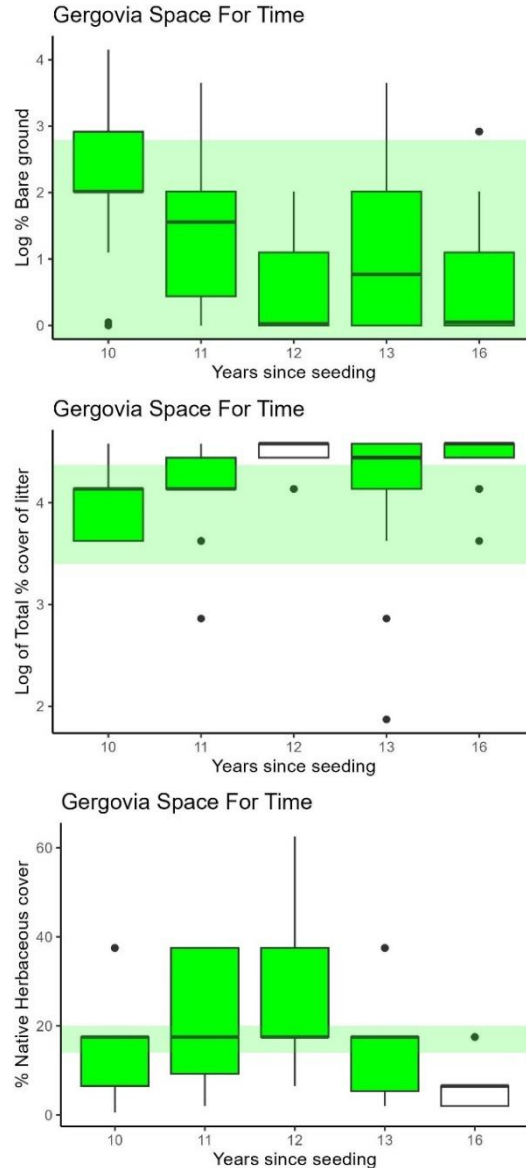 Gergovia Space For Time
Log % Bare ground
4
3
2
1
0
10 11 12 13 16
Years since seeding
Gergovia Space For Time
Log of Total % cover of litter
4
3
2
10 11 12 13 16
Years since seeding
Gergovia Space For Time
% Native Herbaceous cover
60
40
20
0
10 11 12 13 16
Years since seeding